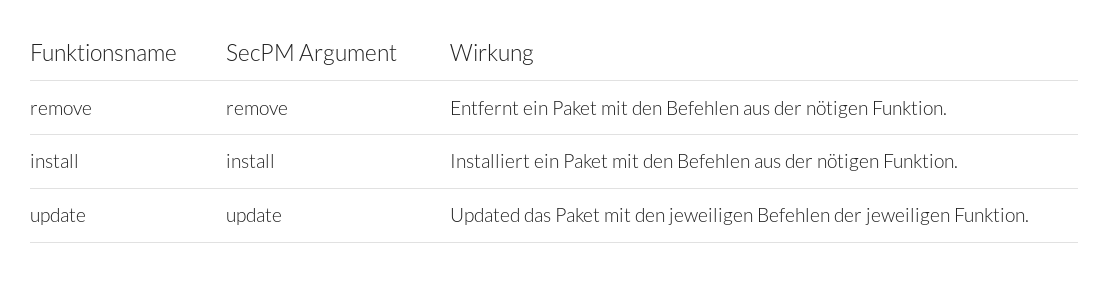 Funktionsname SecPM Argument Wirkung
remove remove Entfernt ein Paket mit den Befehlen aus der nötigen Funktion.
install install Installiert ein Paket mit den Befehlen aus der nötigen Funktion.
update update Updated das Paket mit den jeweiligen Befehlen der jeweiligen Funktion.